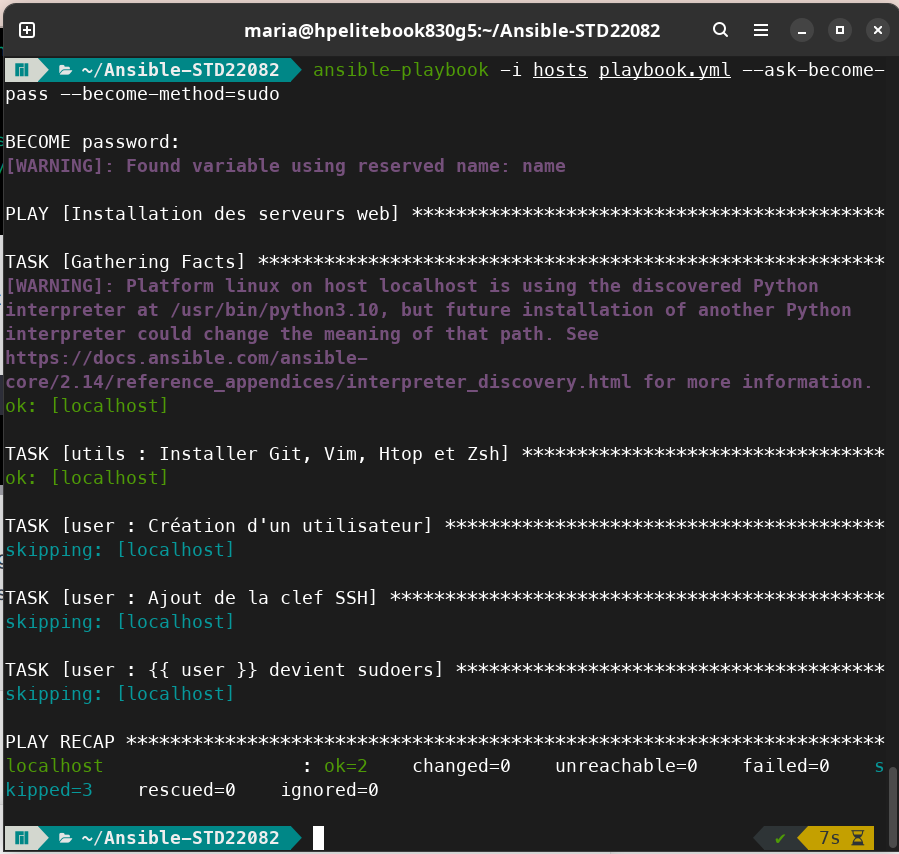 maria@hpelitebook830g5:~/Ansible-STD22082
~/Ansible-STD22082 ansible-playbook -i hosts playbook.yml --ask-become-
pass --become-method=sudo
BECOME password:
[WARNING]: Found variable using reserved name: name
PLAY [Installation des serveurs web] *******************************************
TASK [Gathering Facts] *********************************************************
[WARNING]: Platform linux on host localhost is using the discovered Python
interpreter at /usr/bin/python3.10, but future installation of another Python
interpreter could change the meaning of that path. See
https://docs.ansible.com/ansible-
core/2.14/reference_appendices/interpreter_discovery.html for more information.
ok: [localhost]
TASK [utils : Installer Git, Vim, Htop et Zsh] *********************************
ok: [localhost]
TASK [user : Création d'un utilisateur] ****************************************
skipping: [localhost]
TASK [user : Ajout de la clef SSH] *********************************************
skipping: [localhost]
TASK [user : {{ user }} devient sudoers] ***************************************
skipping: [localhost]
PLAY RECAP *********************************************************************
localhost                  : ok=2    changed=0    unreachable=0    failed=0    s
kipped=3    rescued=0    ignored=0
~/Ansible-STD22082 ✔ 7s